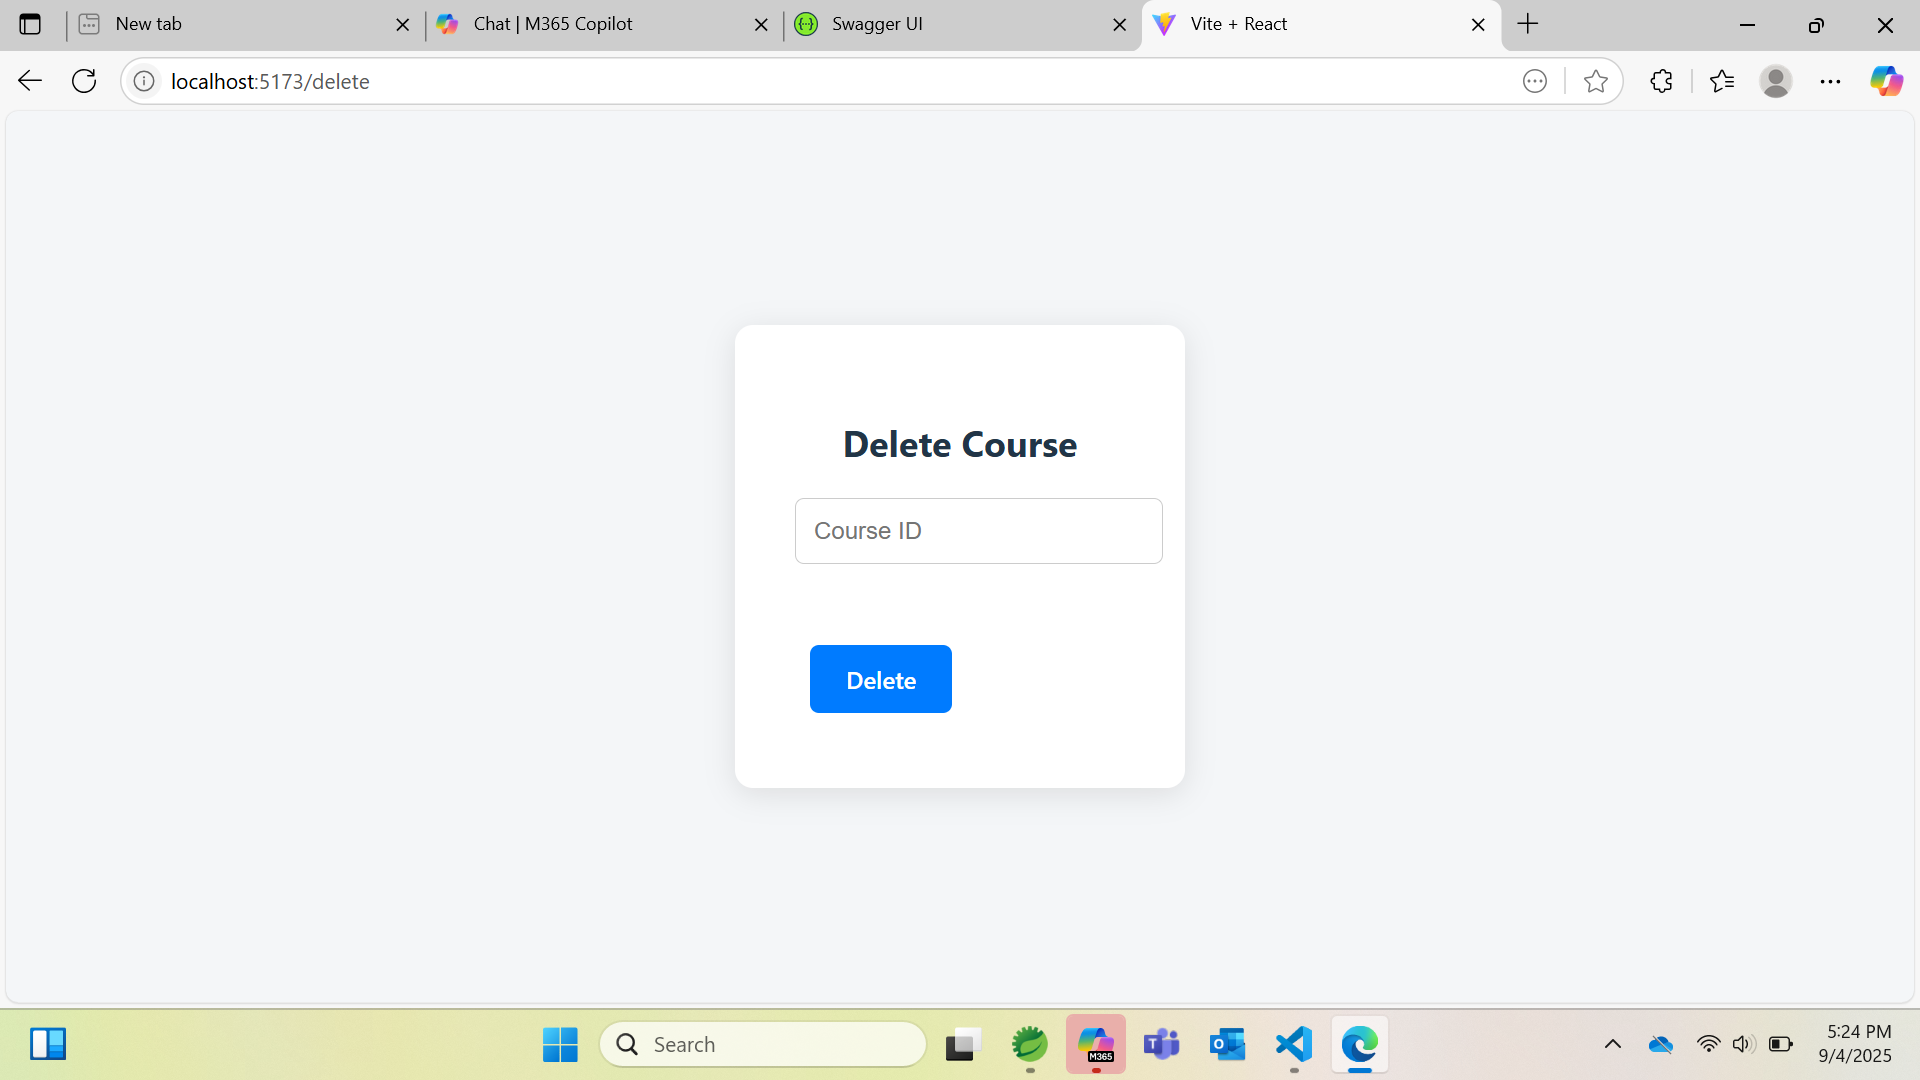 New tab
Chat | M365 Copilot
Swagger UI
Vite + React
localhost:5173/delete
Delete Course
Course ID
Delete
Search
M365
5:24 PM
9/4/2025